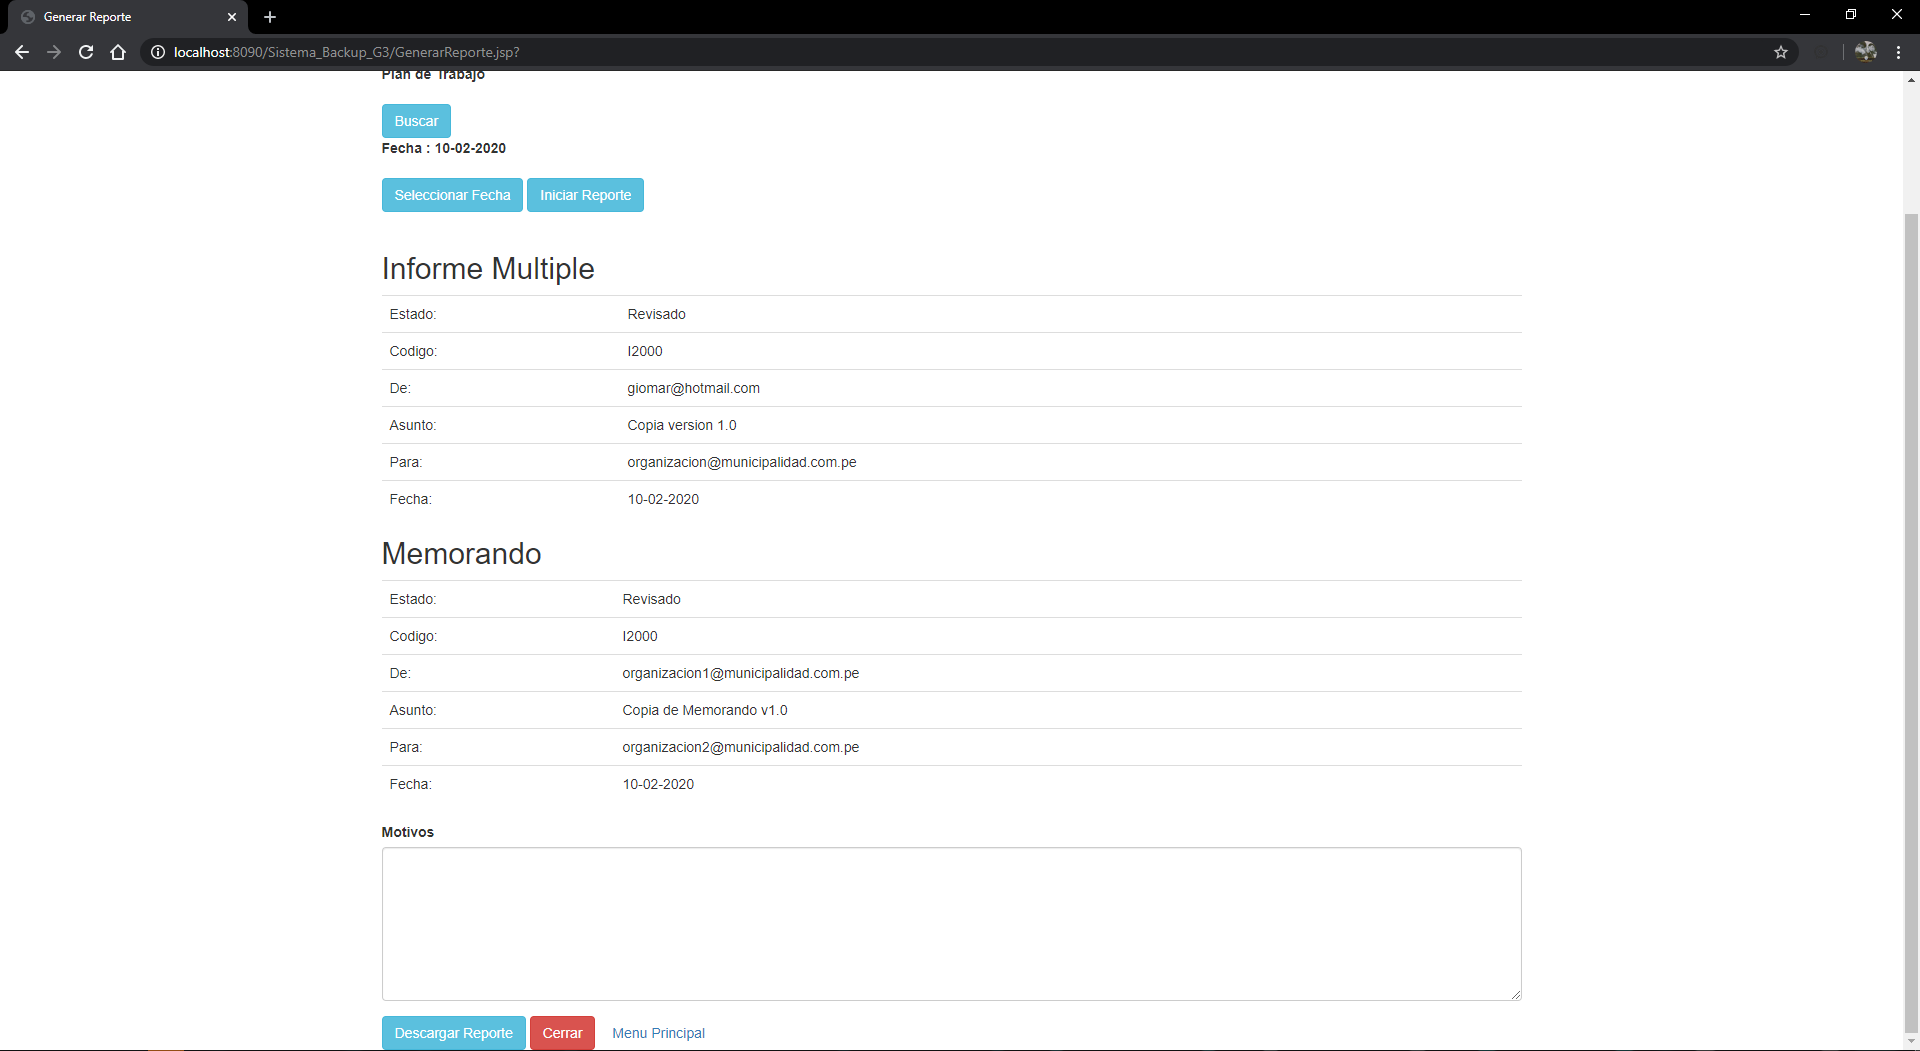 Generar Reporte
localhost:8090/Sistema_Backup_G3/GenerarReporte.jsp?
Plan de Trabajo
Buscar
Fecha : 10-02-2020
Seleccionar Fecha Iniciar Reporte
Informe Multiple
Estado: Revisado
Codigo: I2000
De: giomar@hotmail.com
Asunto: Copia version 1.0
Para: organizacion@municipalidad.com.pe
Fecha: 10-02-2020
Memorando
Estado: Revisado
Codigo: I2000
De: organizacion1@municipalidad.com.pe
Asunto: Copia de Memorando v1.0
Para: organizacion2@municipalidad.com.pe
Fecha: 10-02-2020
Motivos
Descargar Reporte Cerrar Menu Principal